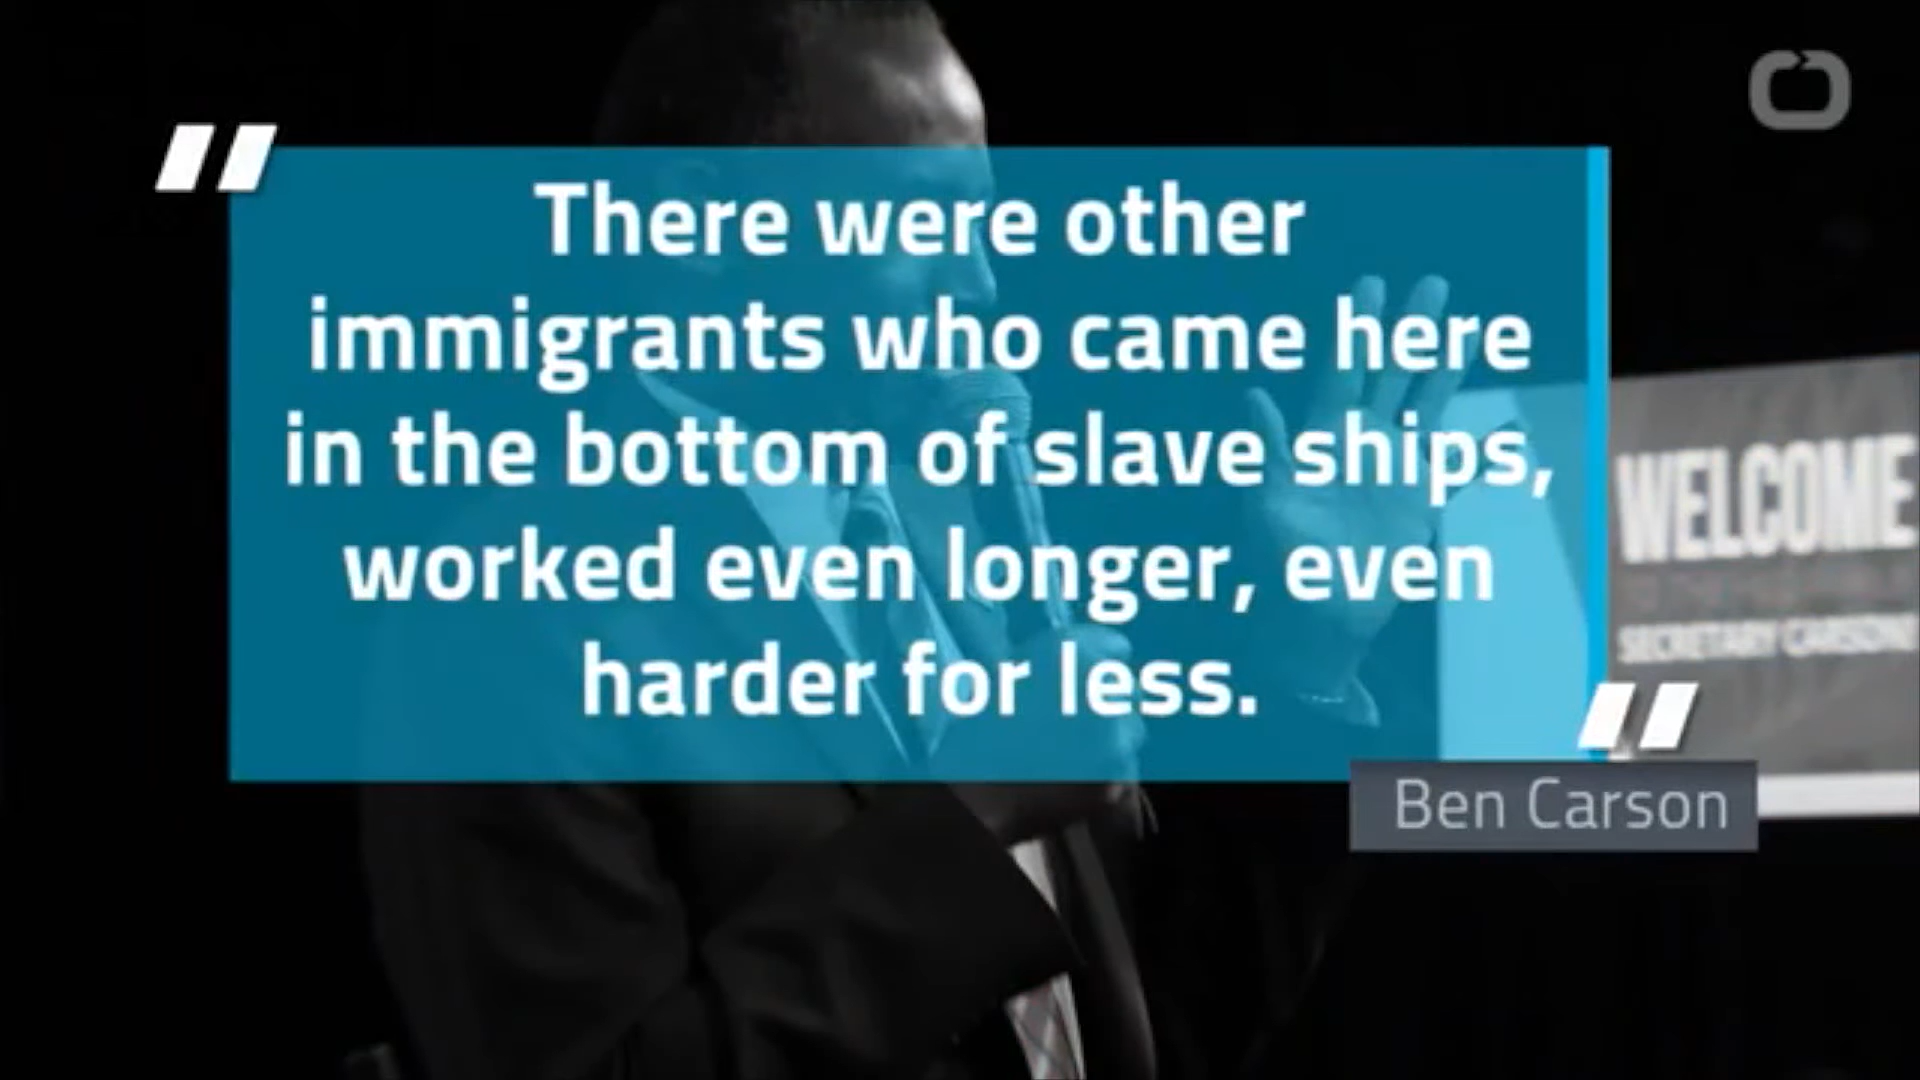 There were other
immigrants who came here
in the bottom of slave ships,
worked even longer, even
harder for less.
Ben Carson
WELCOME
SECRETARY CARSON!